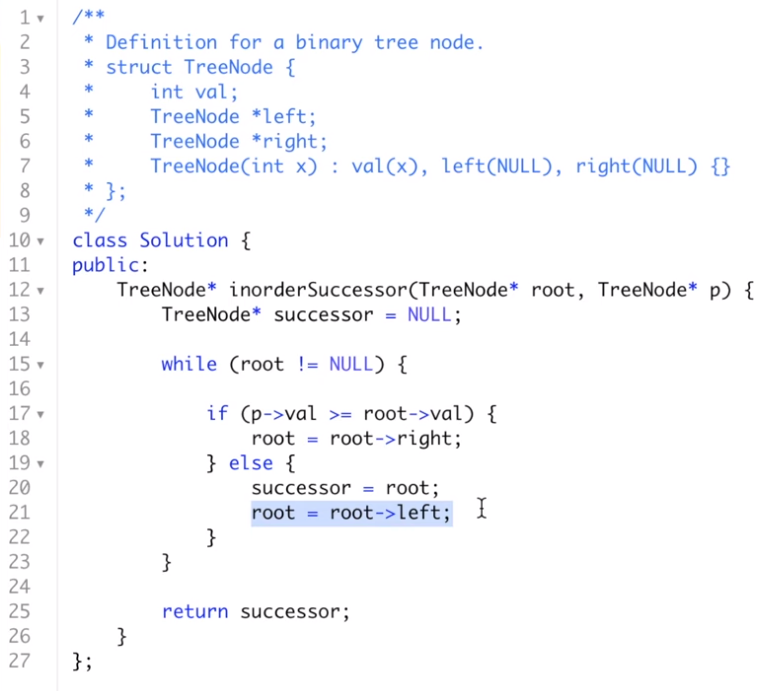 1 /**
2  * Definition for a binary tree node.
3  * struct TreeNode {
4  *     int val;
5  *     TreeNode *left;
6  *     TreeNode *right;
7  *     TreeNode(int x) : val(x), left(NULL), right(NULL) {}
8  * };
9  */
10 class Solution {
11 public:
12     TreeNode* inorderSuccessor(TreeNode* root, TreeNode* p) {
13         TreeNode* successor = NULL;
14
15         while (root != NULL) {
16
17             if (p->val >= root->val) {
18                 root = root->right;
19             } else {
20                 successor = root;
21                 root = root->left;
22             }
23         }
24
25         return successor;
26     }
27 };